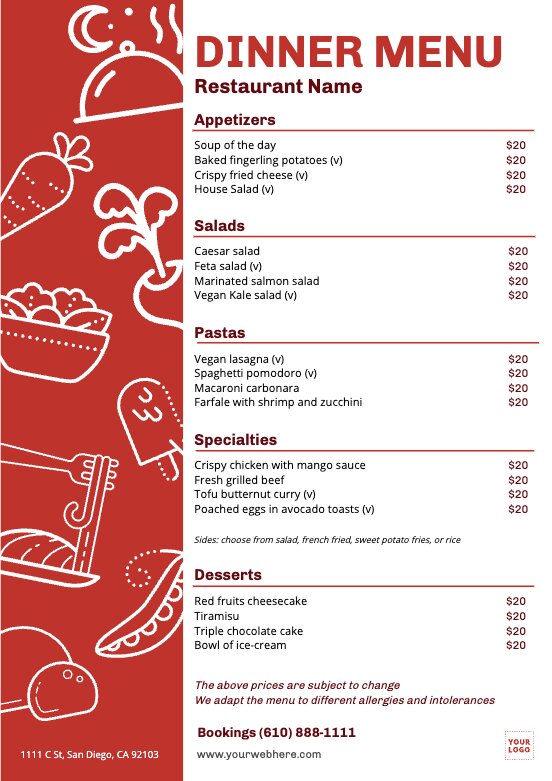 DINNER MENU
Restaurant Name
Appetizers
Soup of the day $20
Baked fingerling potatoes (v) $20
Crispy fried cheese (v) $20
House Salad (v) $20
Salads
Caesar salad $20
Feta salad (v) $20
Marinated salmon salad $20
Vegan Kale salad (v) $20
Pastas
Vegan lasagna (v) $20
Spaghetti pomodoro (v) $20
Macaroni carbonara $20
Farfale with shrimp and zucchini $20
Specialties
Crispy chicken with mango sauce $20
Fresh grilled beef $20
Tofu butternut curry (v) $20
Poached eggs in avocado toasts (v) $20
Sides: choose from salad, french fried, sweet potato fries, or rice
Desserts
Red fruits cheesecake $20
Tiramisu $20
Triple chocolate cake $20
Bowl of ice-cream $20
The above prices are subject to change
We adapt the menu to different allergies and intolerances
Bookings (610) 888-1111
1111 C St, San Diego, CA 92103
www.yourwebhere.com
YOUR
LOGO